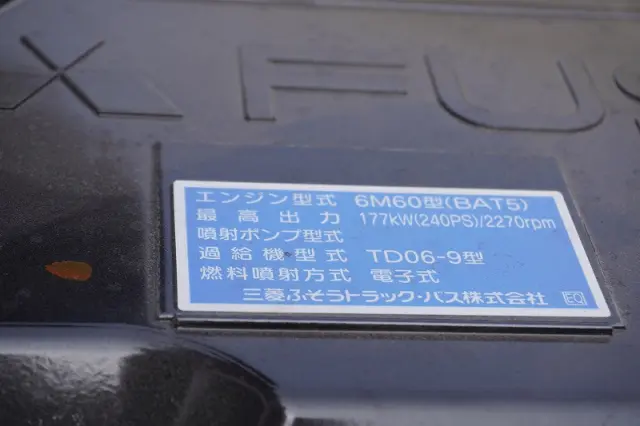 FUS
エンジン型式 6M60型(BAT5)
最高出力 177kW(240PS)/2270rpm
噴射ポンプ型式
過給機型式 TD06-9型
燃料噴射方式 電子式
三菱ふそうトラック・バス株式会社 EQ